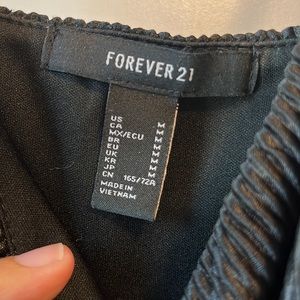 FOREVER 21
US M
CA M
MX/ECU M
BR M
EU M
UK M
KR M
JP M
CN 165/72A
MADE IN
VIETNAM